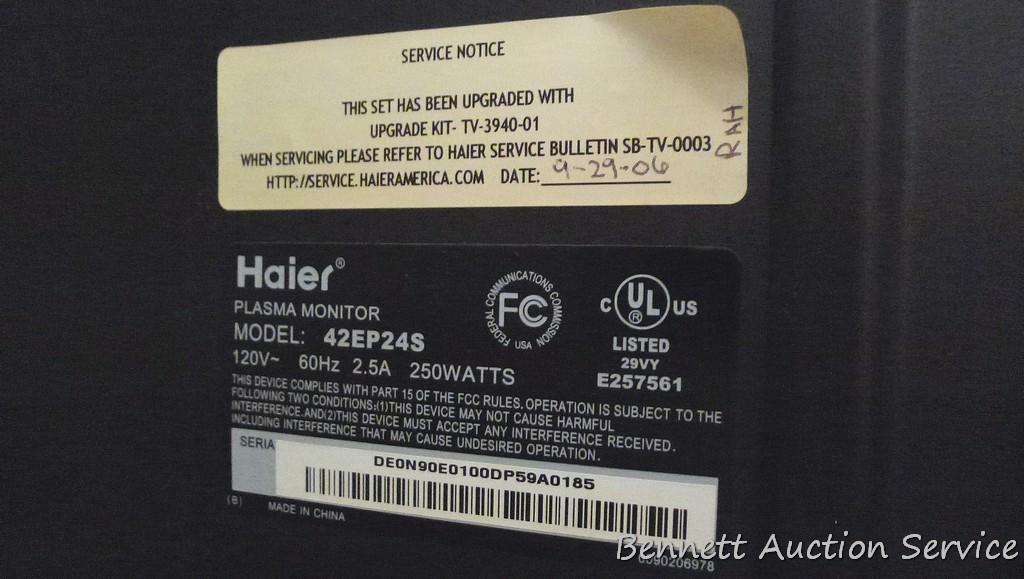 SERVICE NOTICE
THIS SET HAS BEEN UPGRADED WITH
UPGRADE KIT- TV-3940-01
WHEN SERVICING PLEASE REFER TO HAIER SERVICE BULLETIN SB-TV-0003
HTTP://SERVICE.HAIERAMERICA.COM DATE: 9-29-06
RAH
Haier®
PLASMA MONITOR
MODEL: 42EP24S
120V~ 60Hz 2.5A 250WATTS
FEDERAL COMMUNICATIONS COMMISSION
FC
USA
C UL US
®
LISTED
29VY
E257561
THIS DEVICE COMPLIES WITH PART 15 OF THE FCC RULES. OPERATION IS SUBJECT TO THE
FOLLOWING TWO CONDITIONS:(1)THIS DEVICE MAY NOT CAUSE HARMFUL
INTERFERENCE.AND(2)THIS DEVICE MUST ACCEPT ANY INTERFERENCE RECEIVED.
INCLUDING INTERFERENCE THAT MAY CAUSE UNDESIRED OPERATION.
SERIA
DE0N90E0100DP59A0185
(B) MADE IN CHINA
0090206978
Bennett Auction Service